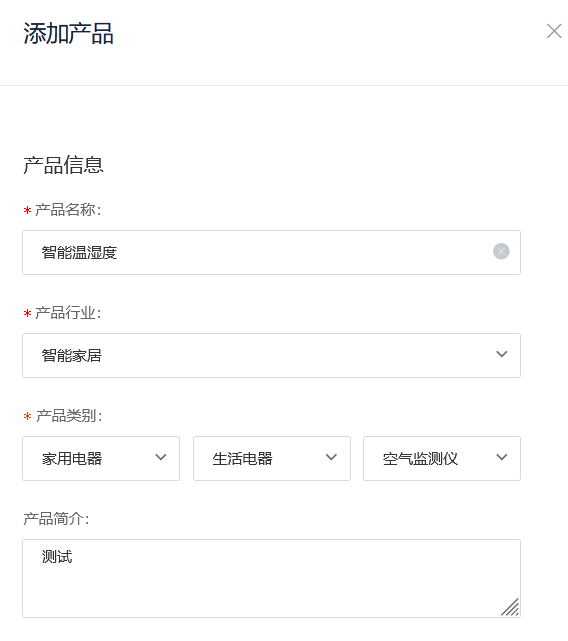 添加产品
产品信息
* 产品名称:
智能温湿度
* 产品行业:
智能家居
* 产品类别:
家用电器 生活电器 空气监测仪
产品简介:
测试